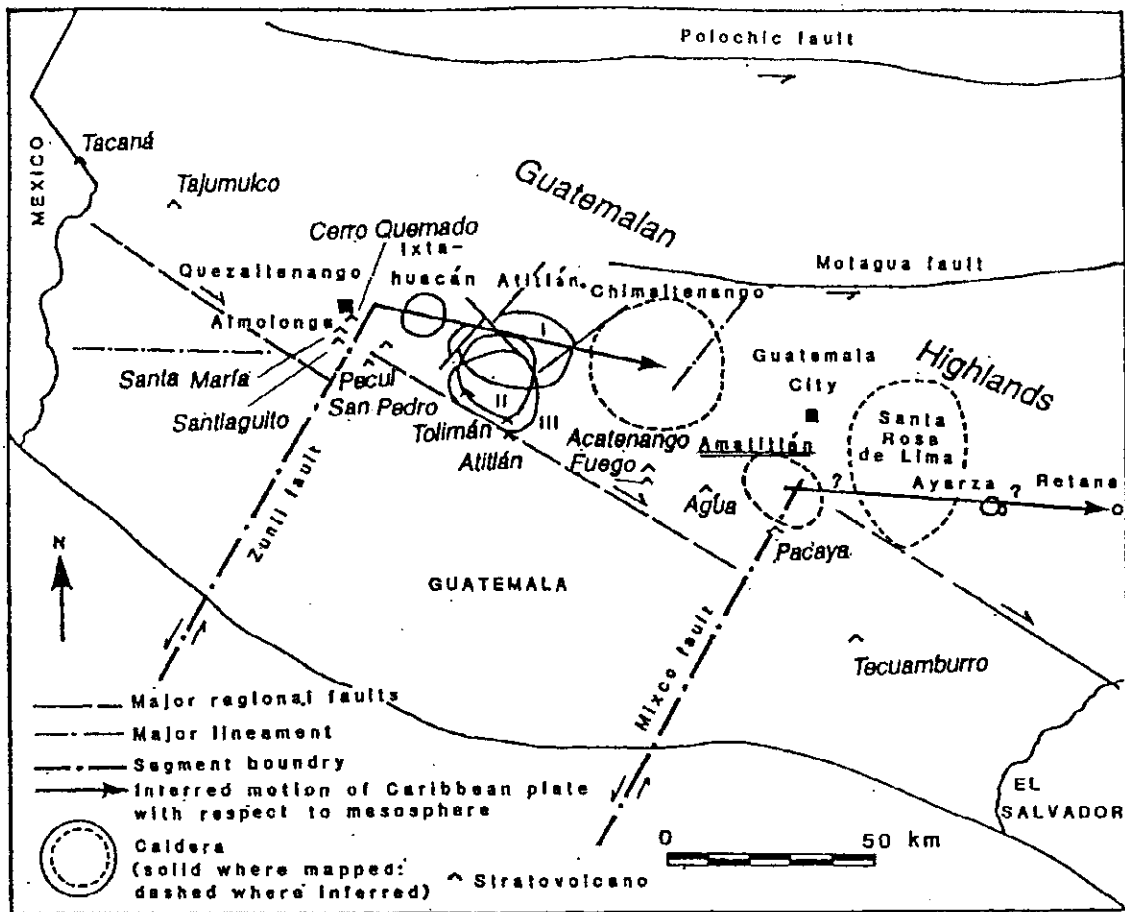 Polochic fault
MEXICO
Tacaná
Tajumulco
Guatemalan
Cerro Quemado
Ixta-
huacán
Atitlán
Quezaltenango
Motagua fault
Chimaltenango
Almolonga
I
Guatemala
City
Highlands
Santa María
Pecul
San Pedro
II
Santiaguito
III
Tolimán
Atitlán
Acatenango
Fuego
Amatitlán
Santa
Rosa
de Lima
?
Ayarza
?
Retana
Agua
Pacaya
Zunil fault
N
GUATEMALA
Mixco fault
Tecuamburro
Major regional faults
Major lineament
Segment boundry
Inferred motion of Caribbean plate
with respect to mesosphere
Caldera
(solid where mapped:
dashed where inferred)
Stratovolcano
0
50 km
EL
SALVADOR